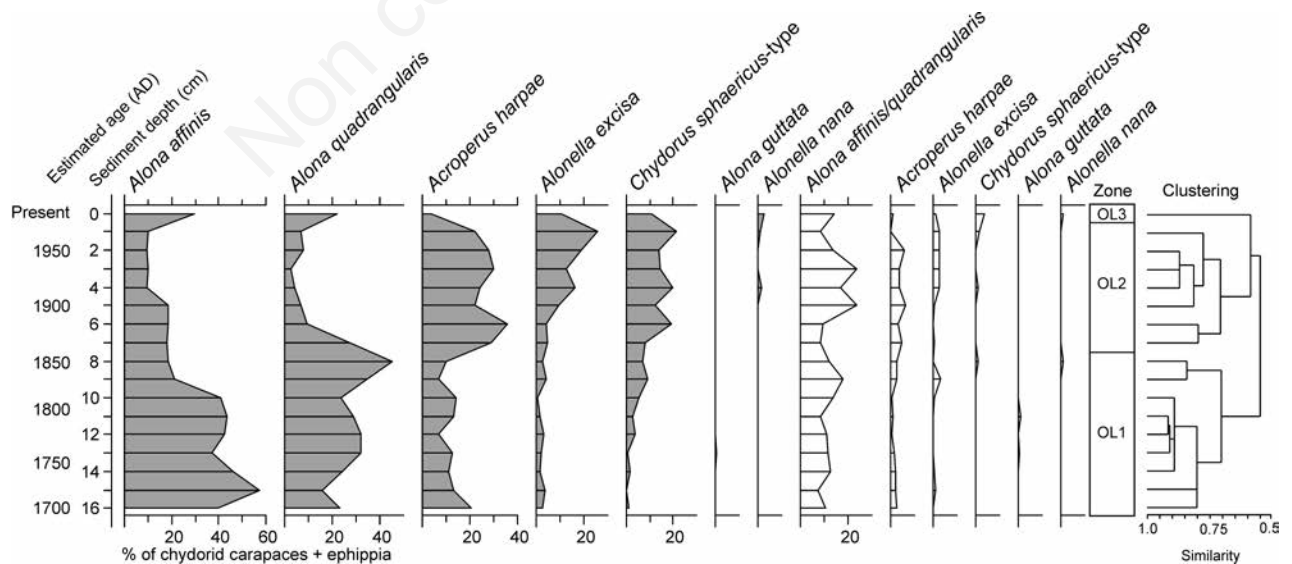 Non co
Estimated age (AD)
Sediment depth (cm)
Alona affinis
Alona quadrangularis
Acroperus harpae
Alonella excisa
Chydorus sphaericus-type
Alona guttata
Alonella nana
Alona affinis/quadrangularis
Acroperus harpae
Alonella excisa
Chydorus sphaericus-type
Alona guttata
Alonella nana
Zone
Clustering
Present 0
1950 2
4
1900
6
1850 8
10
1800
12
1750
14
1700 16
OL3
OL2
OL1
20 40 60
20 40
20 40
20
20
20
1.0 0.75 0.5
% of chydorid carapaces + ephippia
Similarity